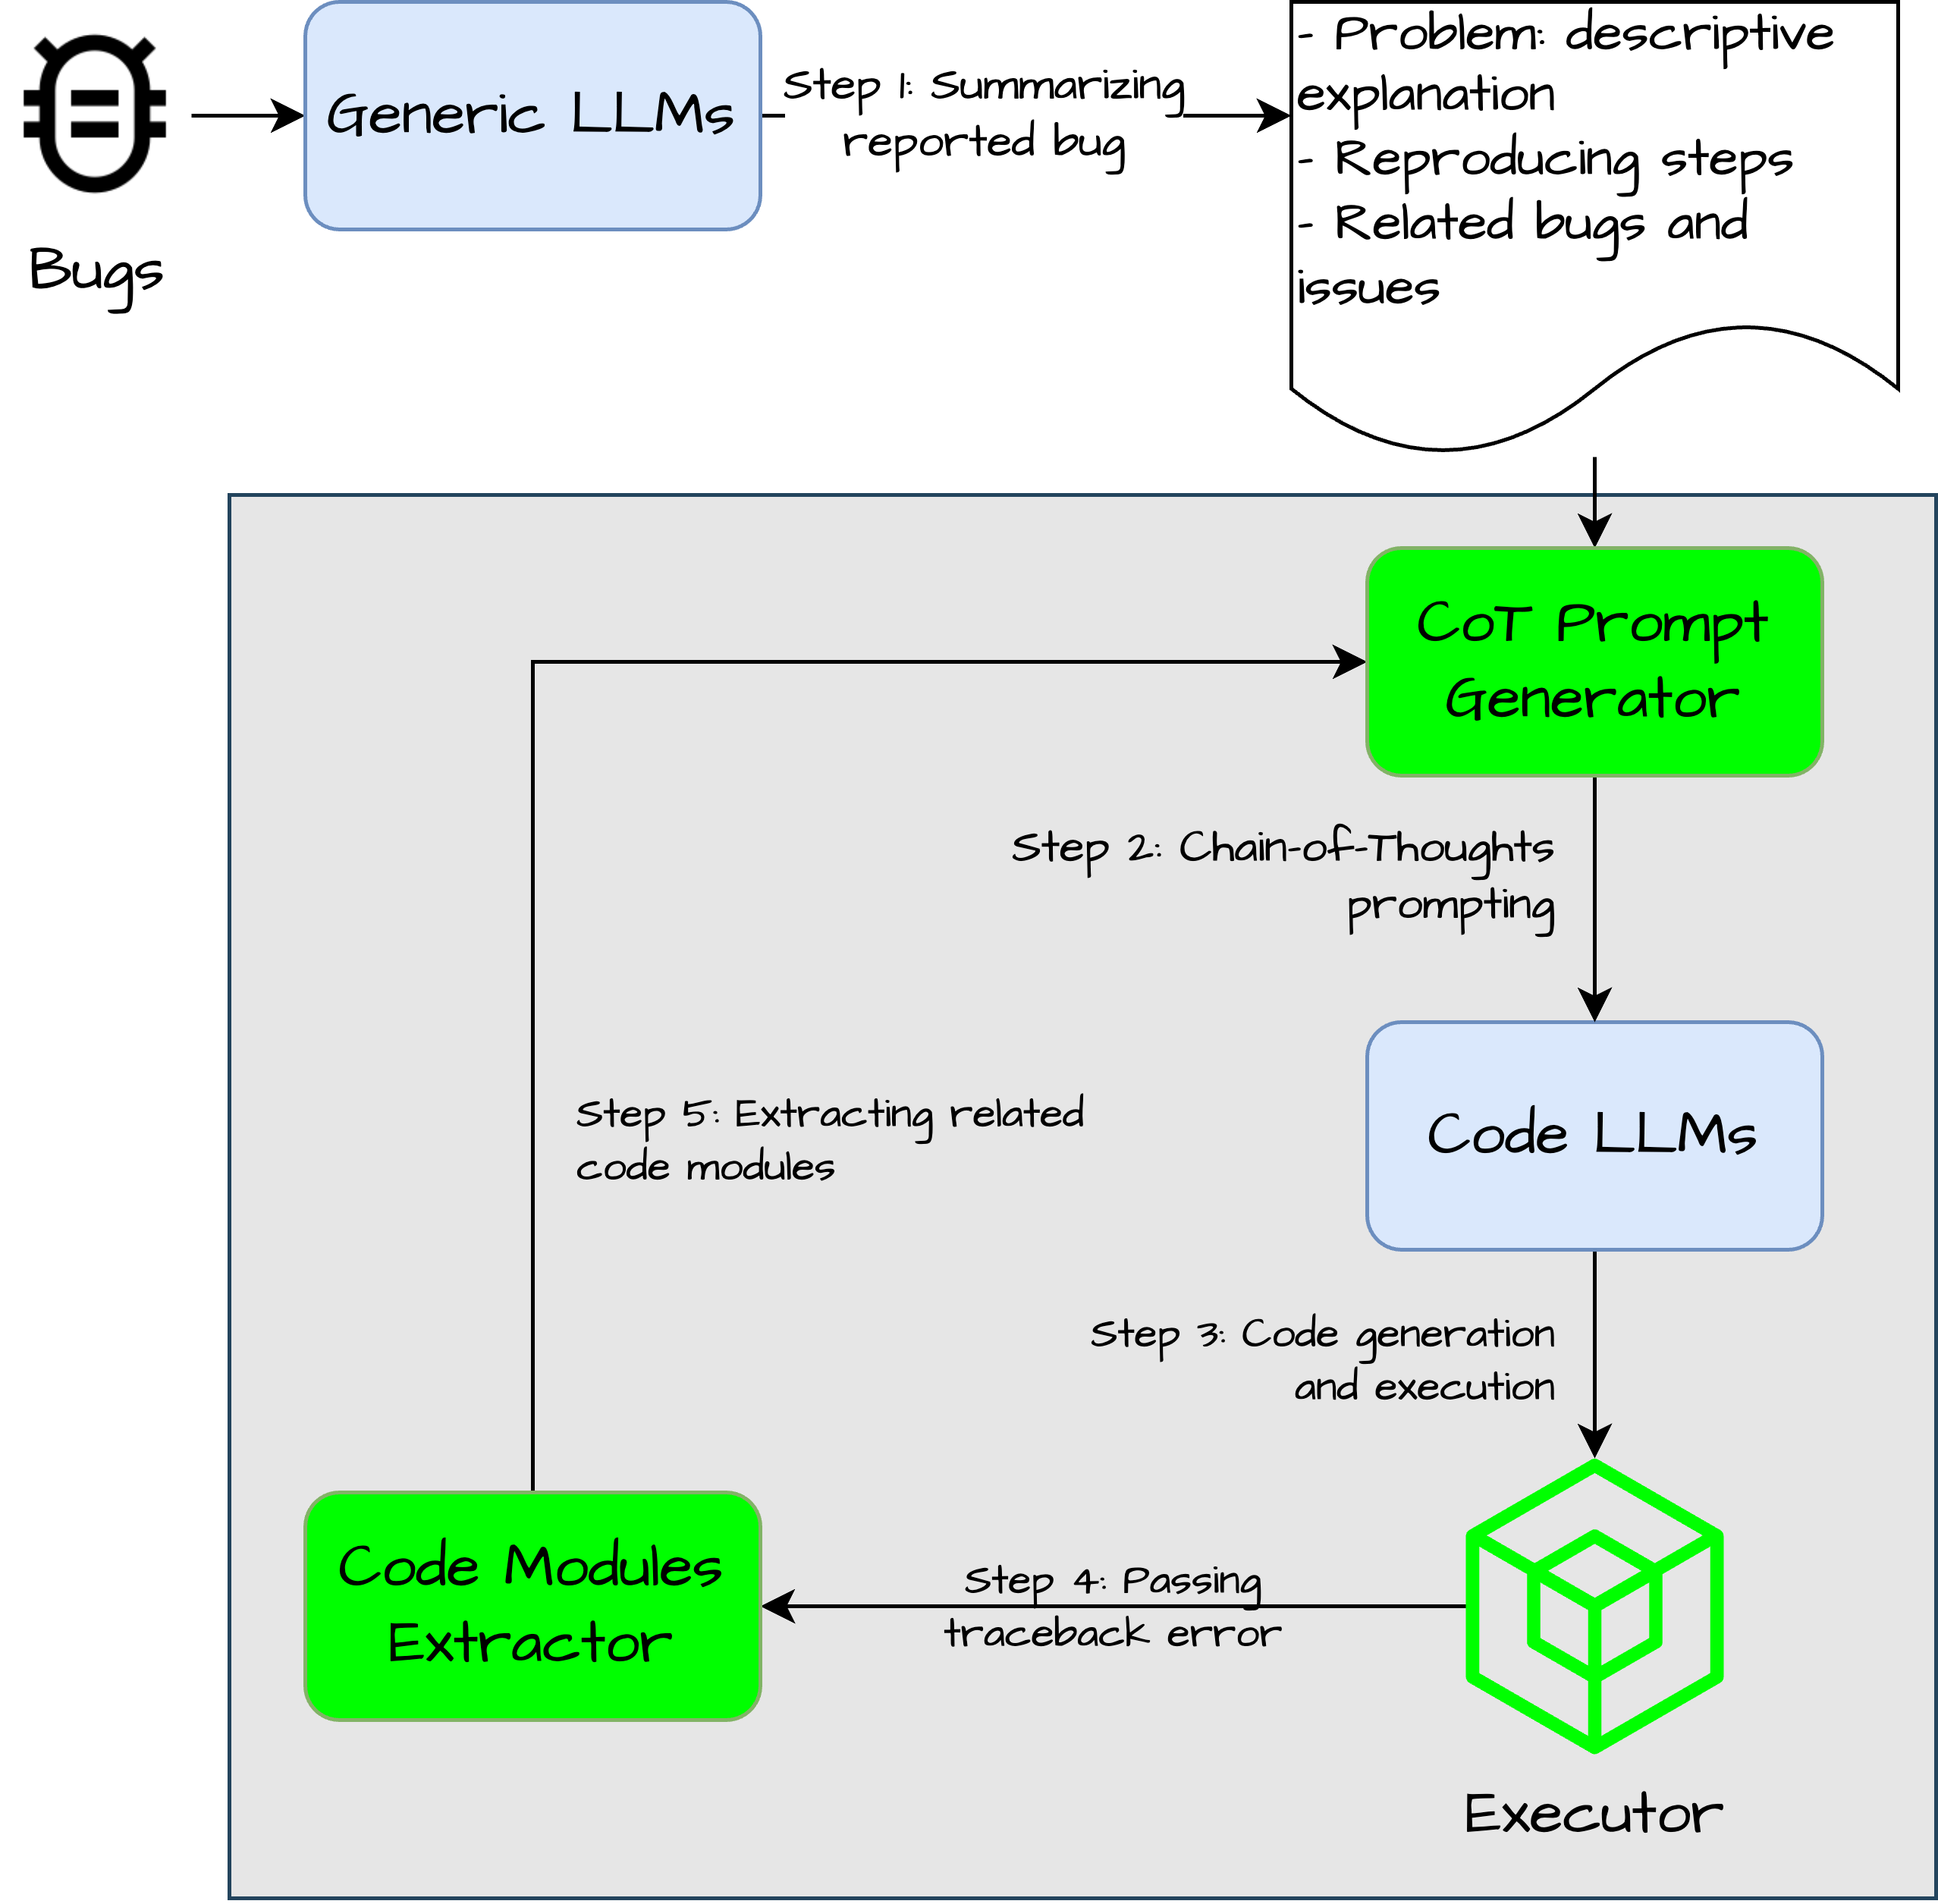 Bugs
Generic LLMs
Step 1: Summarizing
reported bug
- Problem: descriptive
explanation
- Reproducing steps
- Related bugs and
issues
CoT Prompt
Generator
Step 2: Chain-of-Thoughts
prompting
Code LLMs
Step 3: Code generation
and execution
Executor
Step 4: Passing
traceback error
Code Modules
Extractor
Step 5: Extracting related
code modules